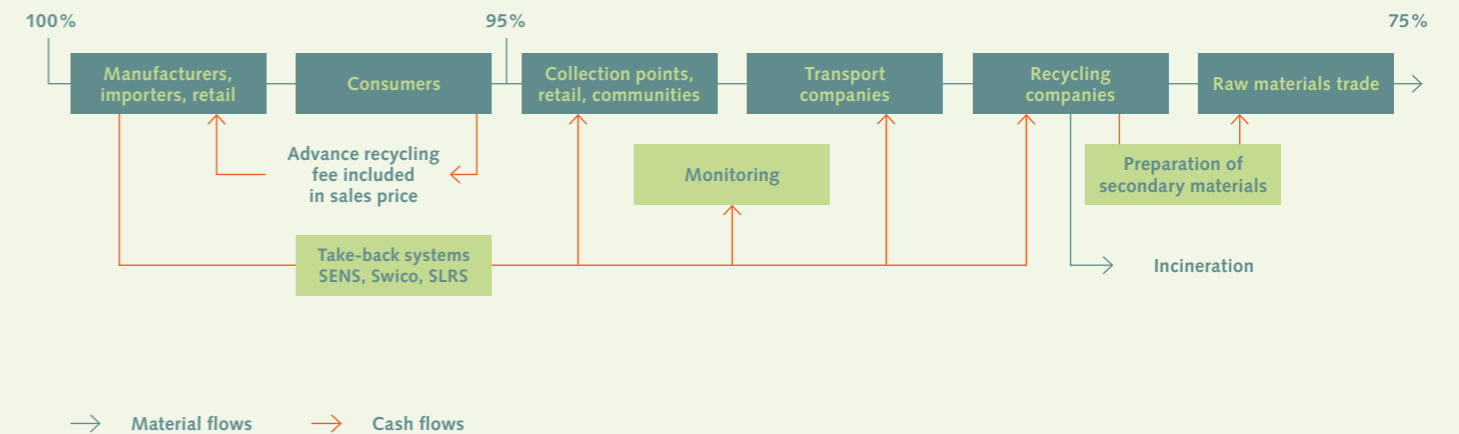 100%
95%
75%
Manufacturers,
importers, retail
Consumers
Collection points,
retail, communities
Transport
companies
Recycling
companies
Raw materials trade
Advance recycling
fee included
in sales price
Monitoring
Preparation of
secondary materials
Take-back systems
SENS, Swico, SLRS
Incineration
Material flows
Cash flows